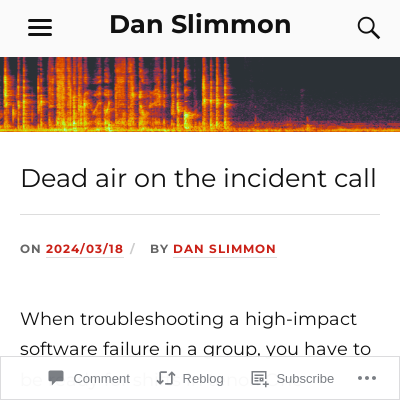 Dan Slimmon
Dead air on the incident call
ON 2024/03/18 / BY DAN SLIMMON
When troubleshooting a high-impact
software failure in a group, you have to
Comment Reblog Subscribe